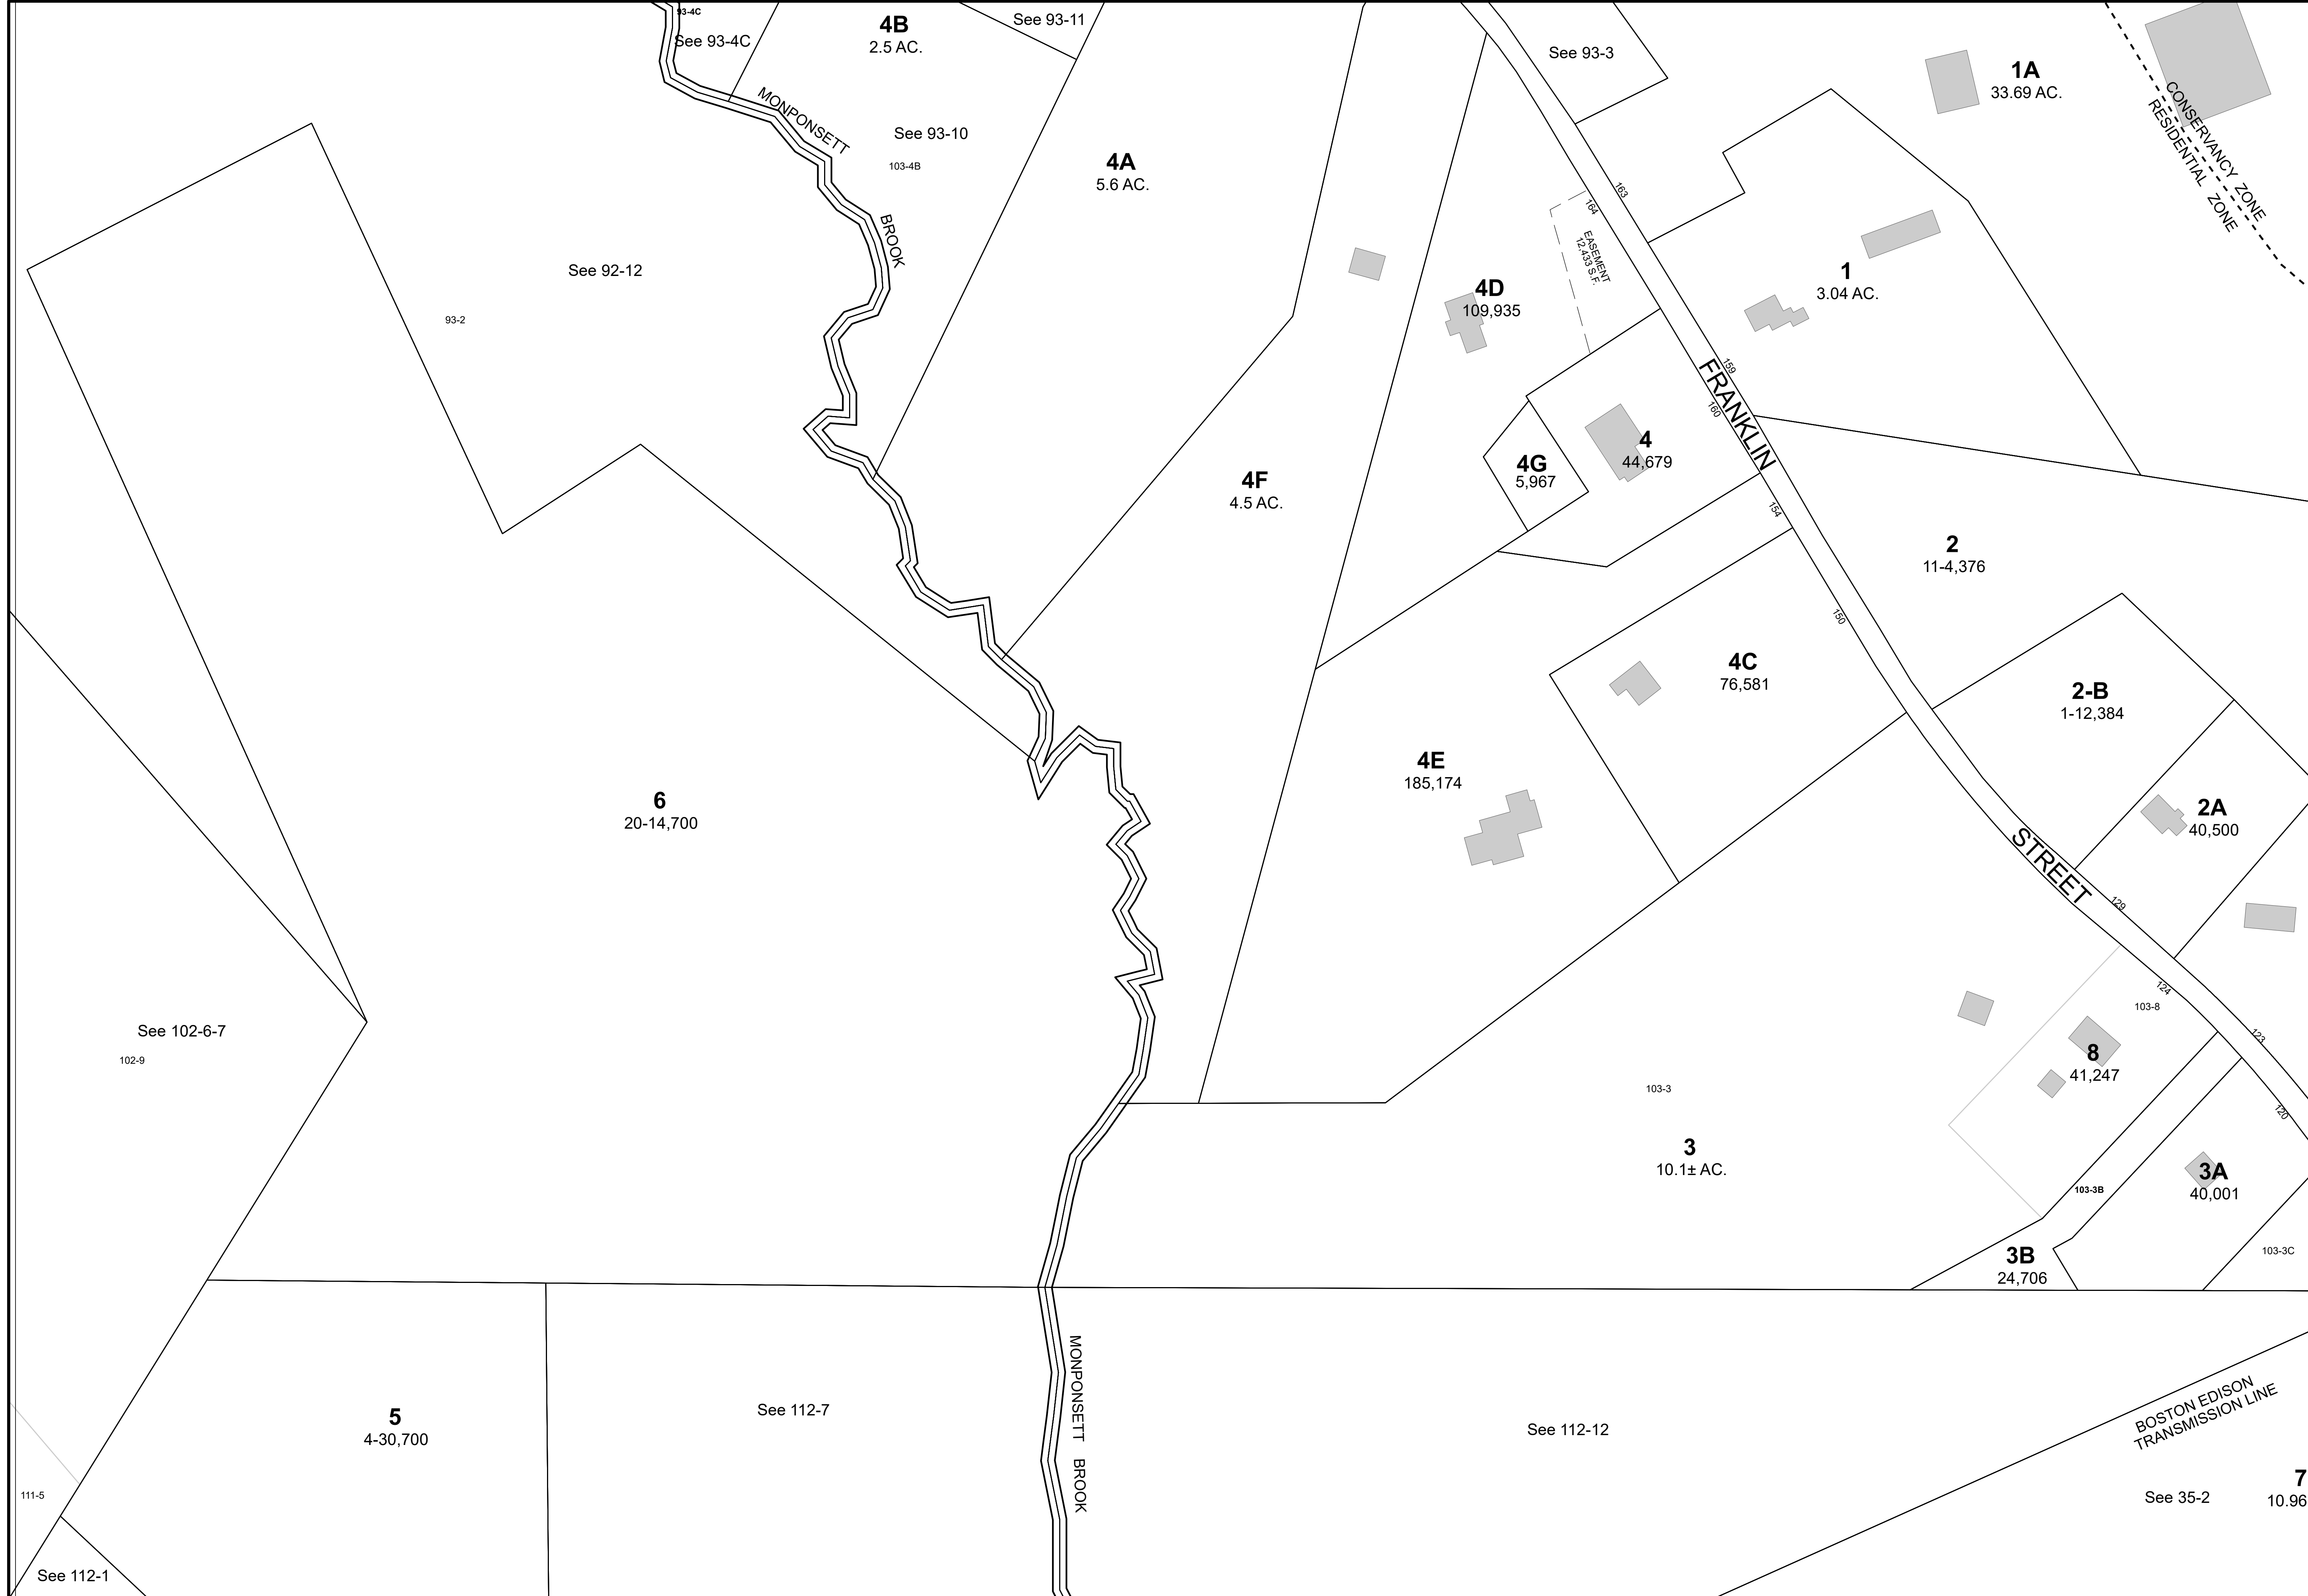 93-4C
See 93-4C
4B
2.5 AC.
See 93-11
See 93-3
1A
33.69 AC.
CONSERVANCY ZONE
RESIDENTIAL ZONE
MONPONSETT
BROOK
See 93-10
103-4B
4A
5.6 AC.
163
164
EASEMENT
12,433 S.F.
See 92-12
93-2
4D
109,935
1
3.04 AC.
159
160
FRANKLIN
4
44,679
4G
5,967
4F
4.5 AC.
154
2
11-4,376
150
4C
76,581
2-B
1-12,384
4E
185,174
6
20-14,700
2A
40,500
STREET
129
124
103-8
123
8
41,247
See 102-6-7
102-9
103-3
120
3
10.1± AC.
3A
40,001
103-3B
103-3C
3B
24,706
MONPONSETT BROOK
BOSTON EDISON
TRANSMISSION LINE
5
4-30,700
See 112-7
See 112-12
7
10.96
See 35-2
111-5
See 112-1